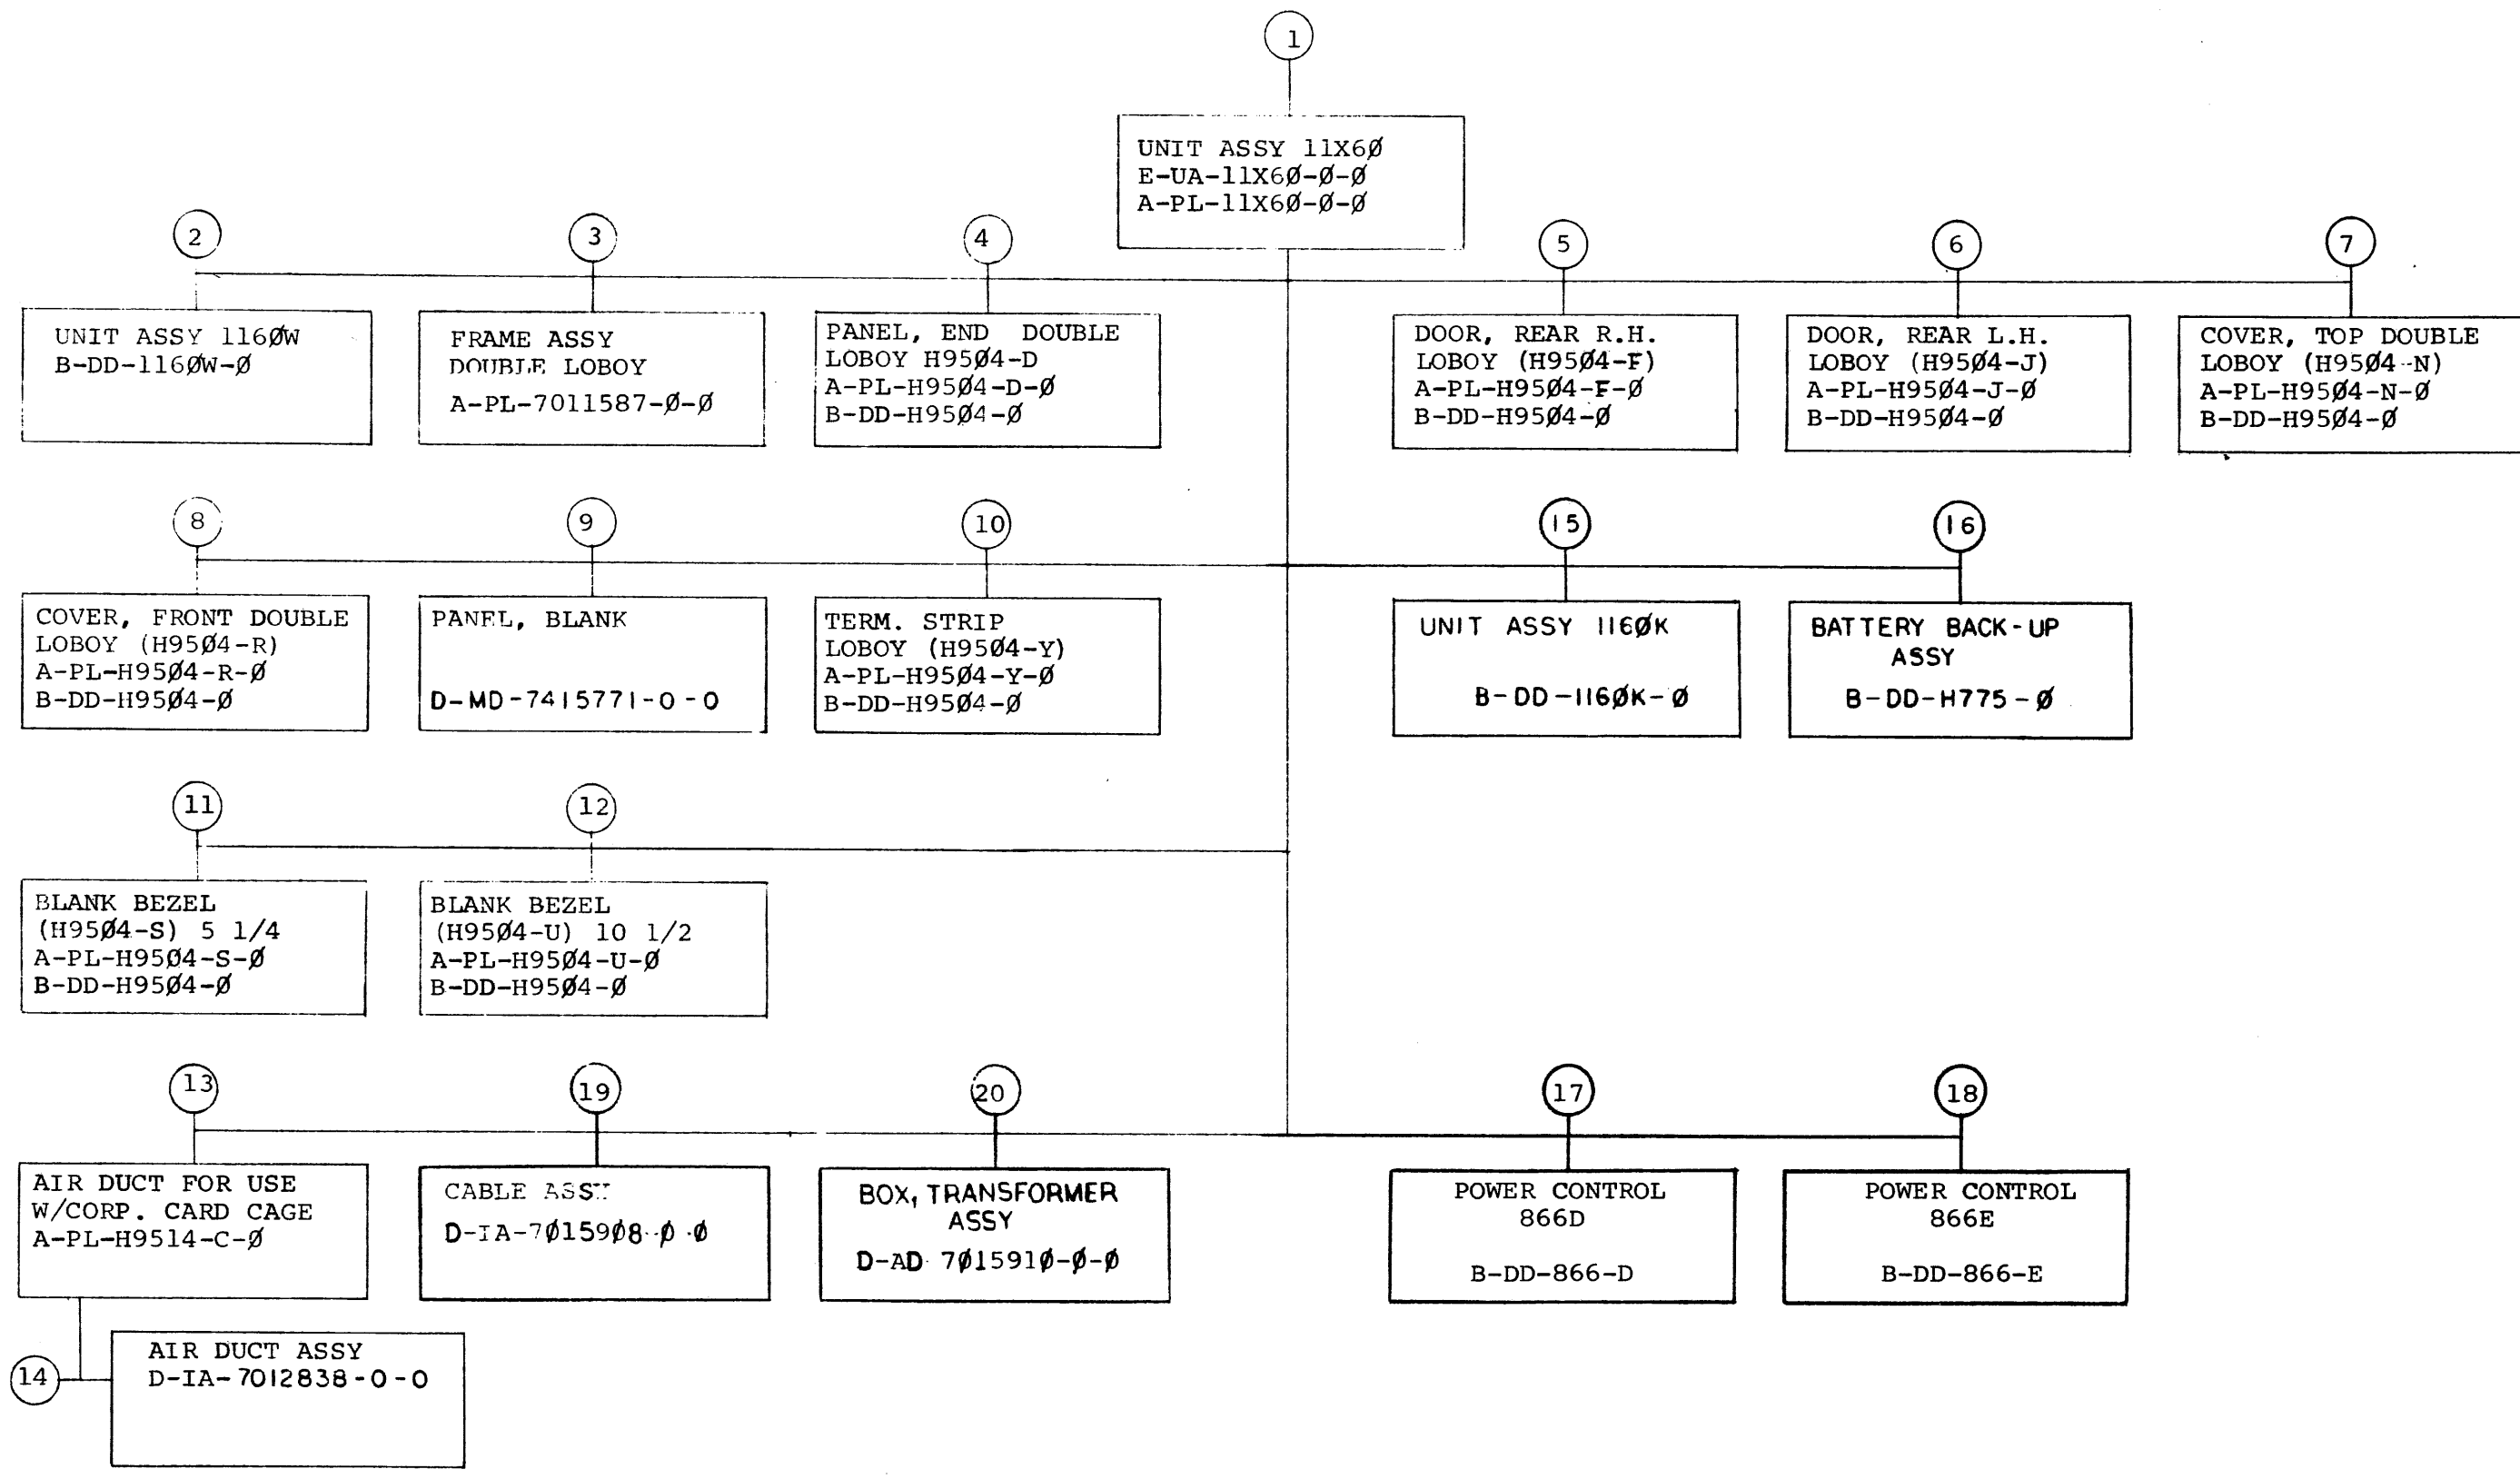 1
UNIT ASSY 11X6Ø
E-UA-11X6Ø-Ø-Ø
A-PL-11X6Ø-Ø-Ø
2
UNIT ASSY 116ØW
B-DD-116ØW-Ø
3
FRAME ASSY
DOUBLE LOBOY
A-PL-7011587-Ø-Ø
4
PANEL, END DOUBLE
LOBOY H95Ø4-D
A-PL-H95Ø4-D-Ø
B-DD-H95Ø4-Ø
5
DOOR, REAR R.H.
LOBOY (H95Ø4-F)
A-PL-H95Ø4-F-Ø
B-DD-H95Ø4-Ø
6
DOOR, REAR L.H.
LOBOY (H95Ø4-J)
A-PL-H95Ø4-J-Ø
B-DD-H95Ø4-Ø
7
COVER, TOP DOUBLE
LOBOY (H95Ø4-N)
A-PL-H95Ø4-N-Ø
B-DD-H95Ø4-Ø
8
COVER, FRONT DOUBLE
LOBOY (H95Ø4-R)
A-PL-H95Ø4-R-Ø
B-DD-H95Ø4-Ø
9
PANEL, BLANK
D-MD-7415771-0-0
10
TERM. STRIP
LOBOY (H95Ø4-Y)
A-PL-H95Ø4-Y-Ø
B-DD-H95Ø4-Ø
15
UNIT ASSY 116ØK
B-DD-116ØK-Ø
16
BATTERY BACK-UP
ASSY
B-DD-H775-Ø
11
BLANK BEZEL
(H95Ø4-S) 5 1/4
A-PL-H95Ø4-S-Ø
B-DD-H95Ø4-Ø
12
BLANK BEZEL
(H95Ø4-U) 10 1/2
A-PL-H95Ø4-U-Ø
B-DD-H95Ø4-Ø
13
AIR DUCT FOR USE
W/CORP. CARD CAGE
A-PL-H9514-C-Ø
19
CABLE ASSY
D-IA-7Ø15908-Ø-Ø
20
BOX, TRANSFORMER
ASSY
D-AD-7Ø1591Ø-Ø-Ø
17
POWER CONTROL
866D
B-DD-866-D
18
POWER CONTROL
866E
B-DD-866-E
14
AIR DUCT ASSY
D-IA-7012838-0-0